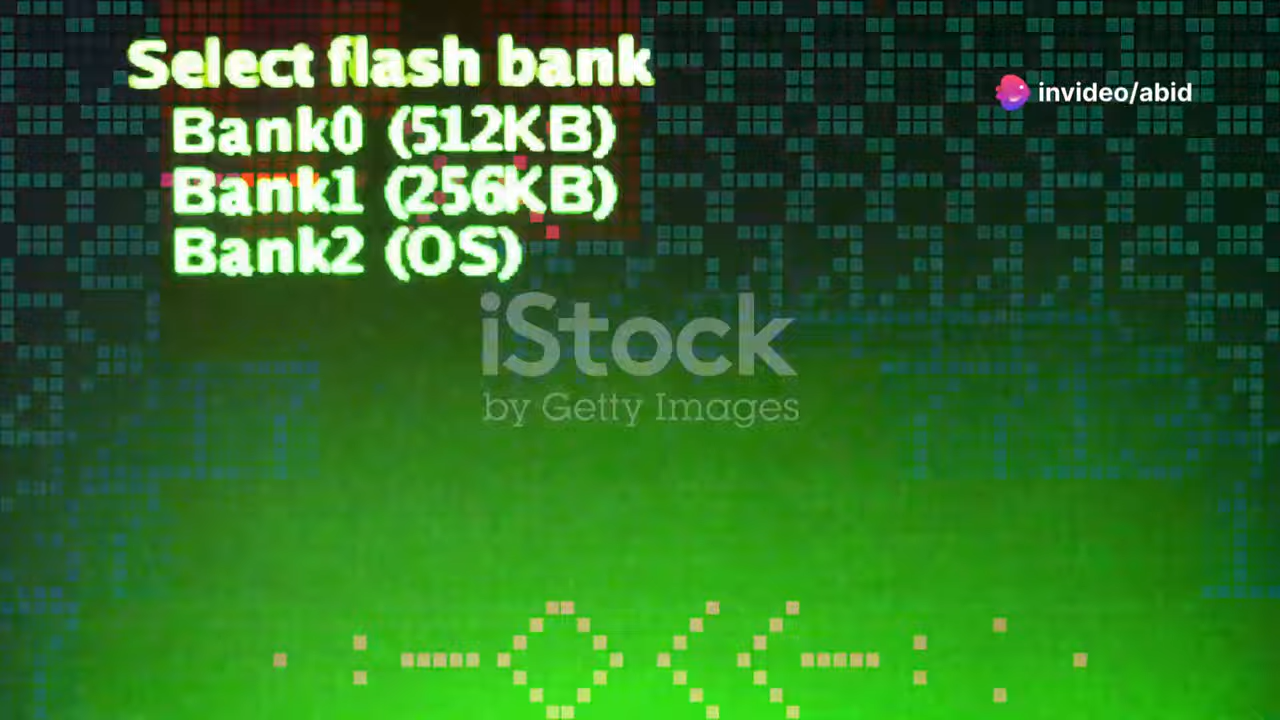 Select flash bank
Bank0 (512KB)
Bank1 (256KB)
Bank2 (OS)
invideo/abid
iStock
by Getty Images